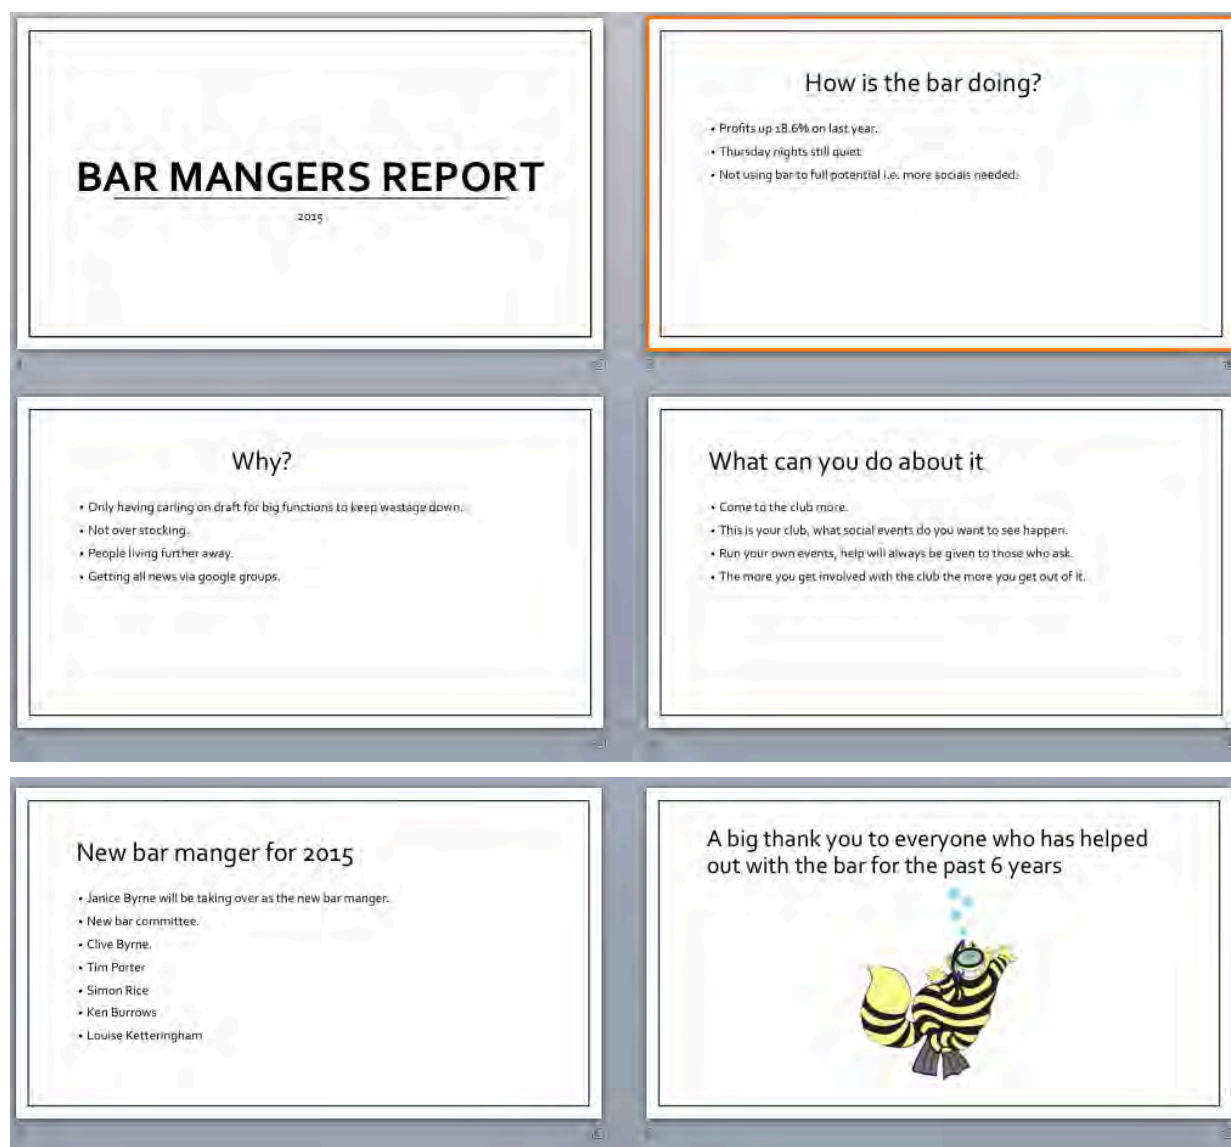 BAR MANGERS REPORT
2015
How is the bar doing?
• Profits up 18.6% on last year.
• Thursday nights still quiet
• Not using bar to full potential i.e. more socials needed.
Why?
• Only having carling on draft for big functions to keep wastage down.
• Not over stocking.
• People living further away.
• Getting all news via google groups.
What can you do about it
• Come to the club more.
• This is your club, what social events do you want to see happen.
• Run your own events, help will always be given to those who ask.
• The more you get involved with the club the more you get out of it.
New bar manger for 2015
• Janice Byrne will be taking over as the new bar manger.
• New bar committee.
• Clive Byrne.
• Tim Porter
• Simon Rice
• Ken Burrows
• Louise Ketteringham
A big thank you to everyone who has helped
out with the bar for the past 6 years